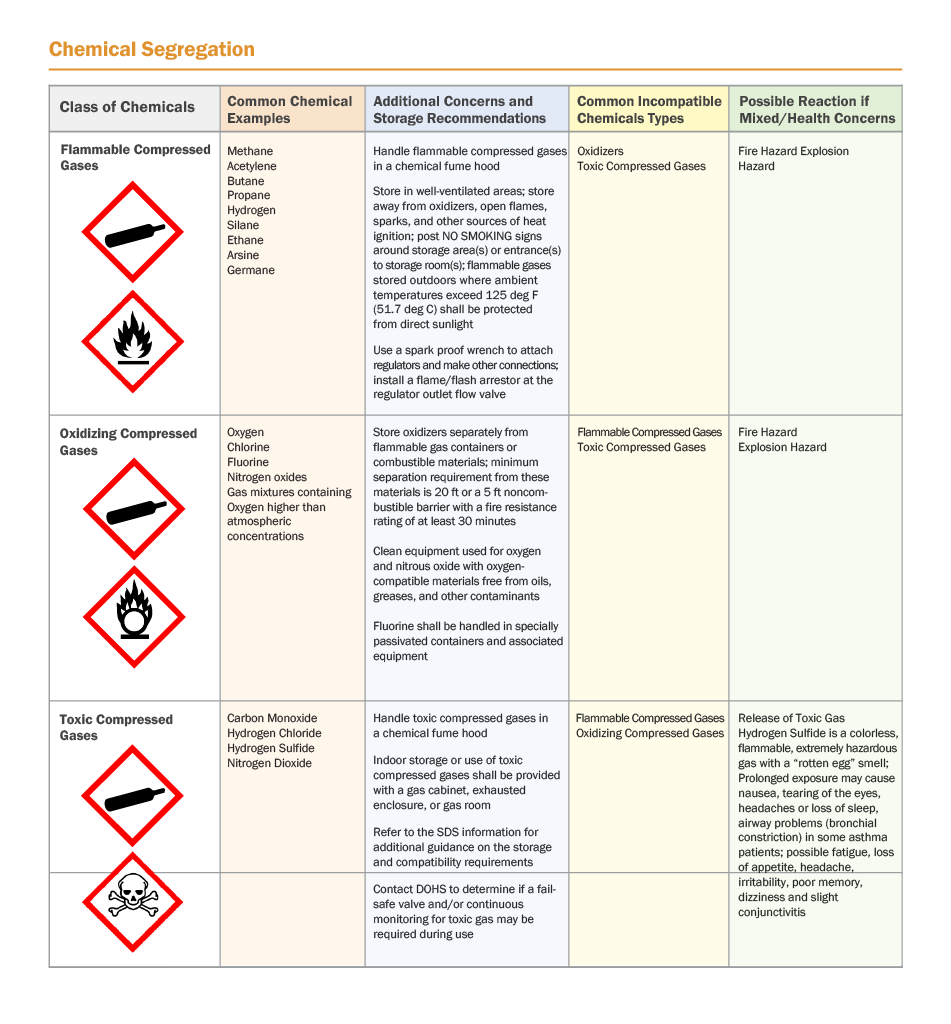 Chemical Segregation
Class of Chemicals
Common Chemical
Examples
Additional Concerns and
Storage Recommendations
Common Incompatible
Chemicals Types
Possible Reaction if
Mixed/Health Concerns
Flammable Compressed
Gases
Methane
Acetylene
Butane
Propane
Hydrogen
Silane
Ethane
Arsine
Germane
Handle flammable compressed gases
in a chemical fume hood
Store in well-ventilated areas; store
away from oxidizers, open flames,
sparks, and other sources of heat
ignition; post NO SMOKING signs
around storage area(s) or entrance(s)
to storage room(s); flammable gases
stored outdoors where ambient
temperatures exceed 125 deg F
(51.7 deg C) shall be protected
from direct sunlight
Use a spark proof wrench to attach
regulators and make other connections;
install a flame/flash arrestor at the
regulator outlet flow valve
Oxidizers
Toxic Compressed Gases
Fire Hazard Explosion
Hazard
Oxidizing Compressed
Gases
Oxygen
Chlorine
Fluorine
Nitrogen oxides
Gas mixtures containing
Oxygen higher than
atmospheric
concentrations
Store oxidizers separately from
flammable gas containers or
combustible materials; minimum
separation requirement from these
materials is 20 ft or a 5 ft noncom-
bustible barrier with a fire resistance
rating of at least 30 minutes
Clean equipment used for oxygen
and nitrous oxide with oxygen-
compatible materials free from oils,
greases, and other contaminants
Fluorine shall be handled in specially
passivated containers and associated
equipment
Flammable Compressed Gases
Toxic Compressed Gases
Fire Hazard
Explosion Hazard
Toxic Compressed
Gases
Carbon Monoxide
Hydrogen Chloride
Hydrogen Sulfide
Nitrogen Dioxide
Handle toxic compressed gases in
a chemical fume hood
Indoor storage or use of toxic
compressed gases shall be provided
with a gas cabinet, exhausted
enclosure, or gas room
Refer to the SDS information for
additional guidance on the storage
and compatibility requirements
Contact DOHS to determine if a fail-
safe valve and/or continuous
monitoring for toxic gas may be
required during use
Flammable Compressed Gases
Oxidizing Compressed Gases
Release of Toxic Gas
Hydrogen Sulfide is a colorless,
flammable, extremely hazardous
gas with a “rotten egg” smell;
Prolonged exposure may cause
nausea, tearing of the eyes,
headaches or loss of sleep,
airway problems (bronchial
constriction) in some asthma
patients; possible fatigue, loss
of appetite, headache,
irritability, poor memory,
dizziness and slight
conjunctivitis